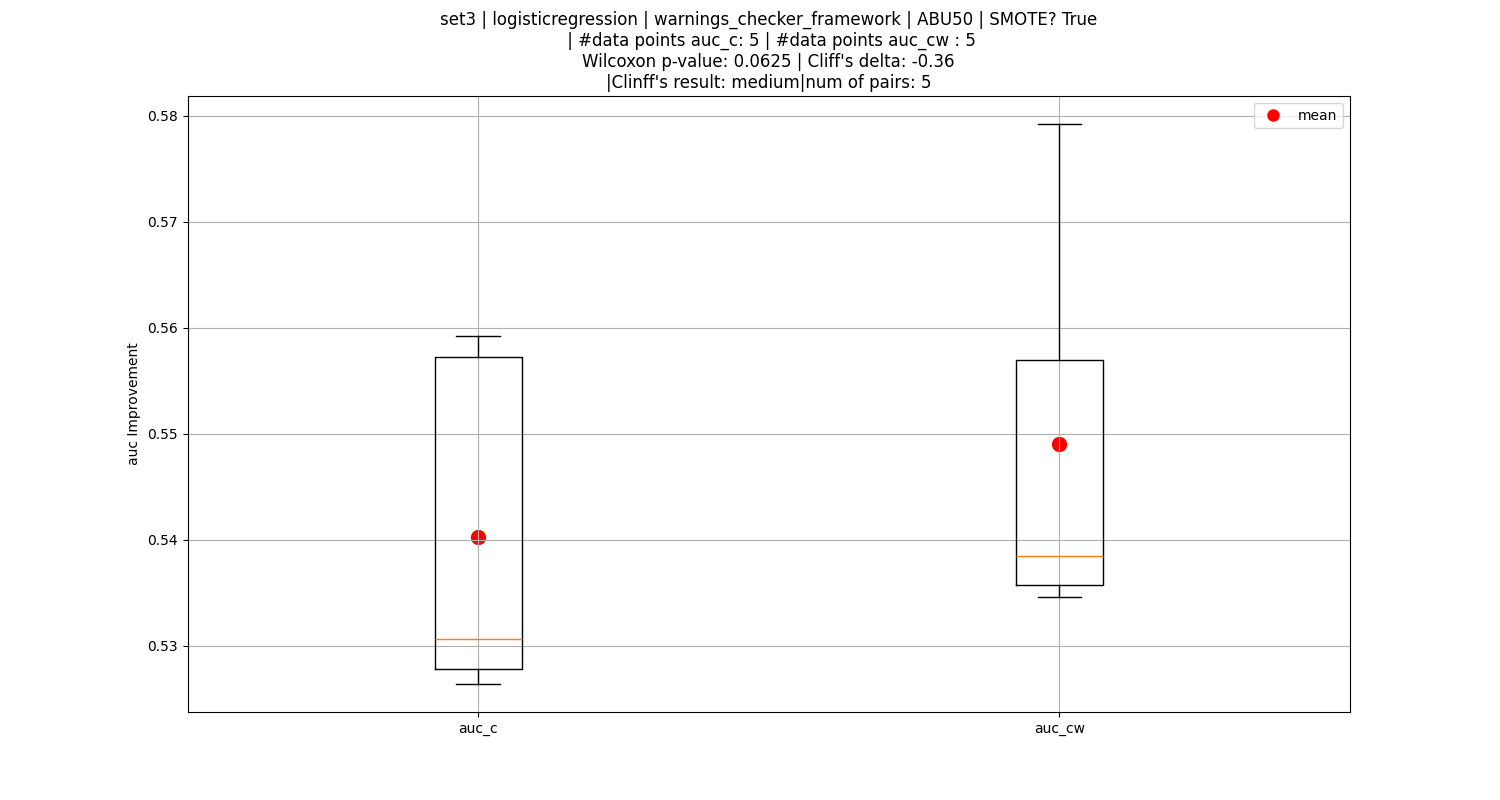 set3 | logisticregression | warnings_checker_framework | ABU50 | SMOTE? True
| #data points auc_c: 5 | #data points auc_cw : 5
Wilcoxon p-value: 0.0625 | Cliff's delta: -0.36
|Clinff's result: medium|num of pairs: 5
mean
0.58
0.57
0.56
0.55
0.54
0.53
auc Improvement
auc_c
auc_cw